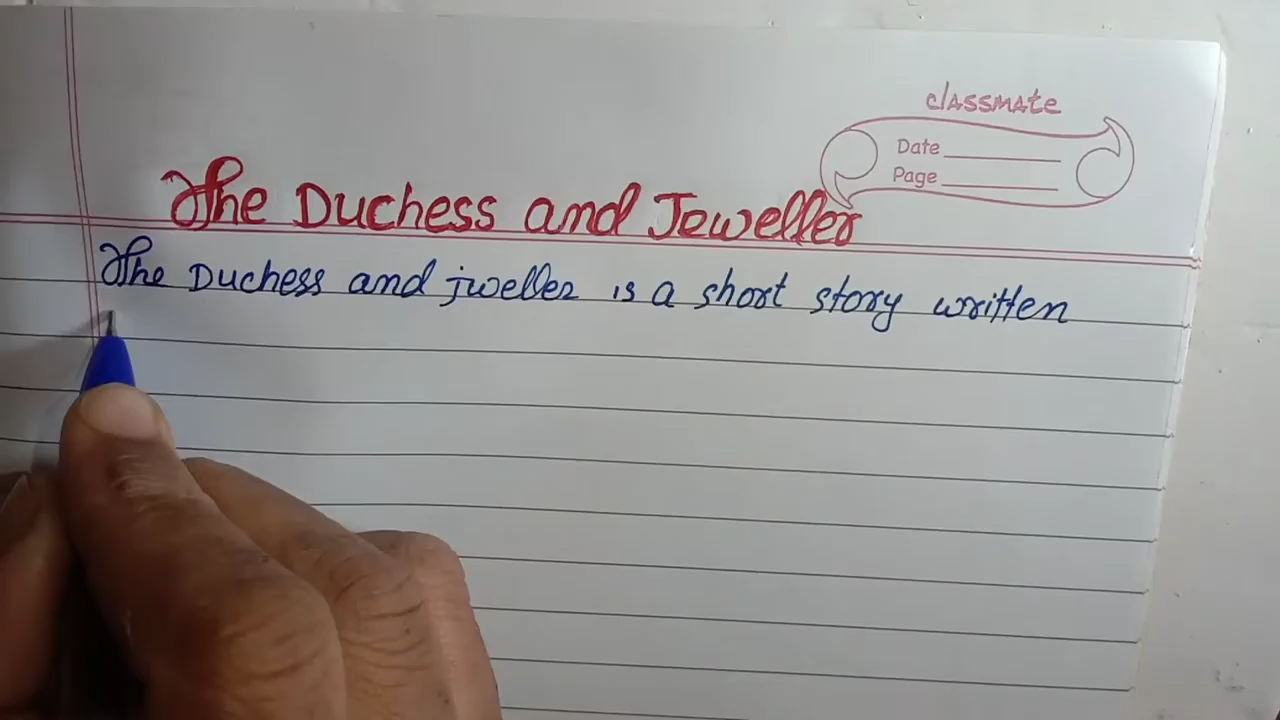 classmate
Date
Page
The Duchess and Jeweller
The Duchess and jweller is a short story written